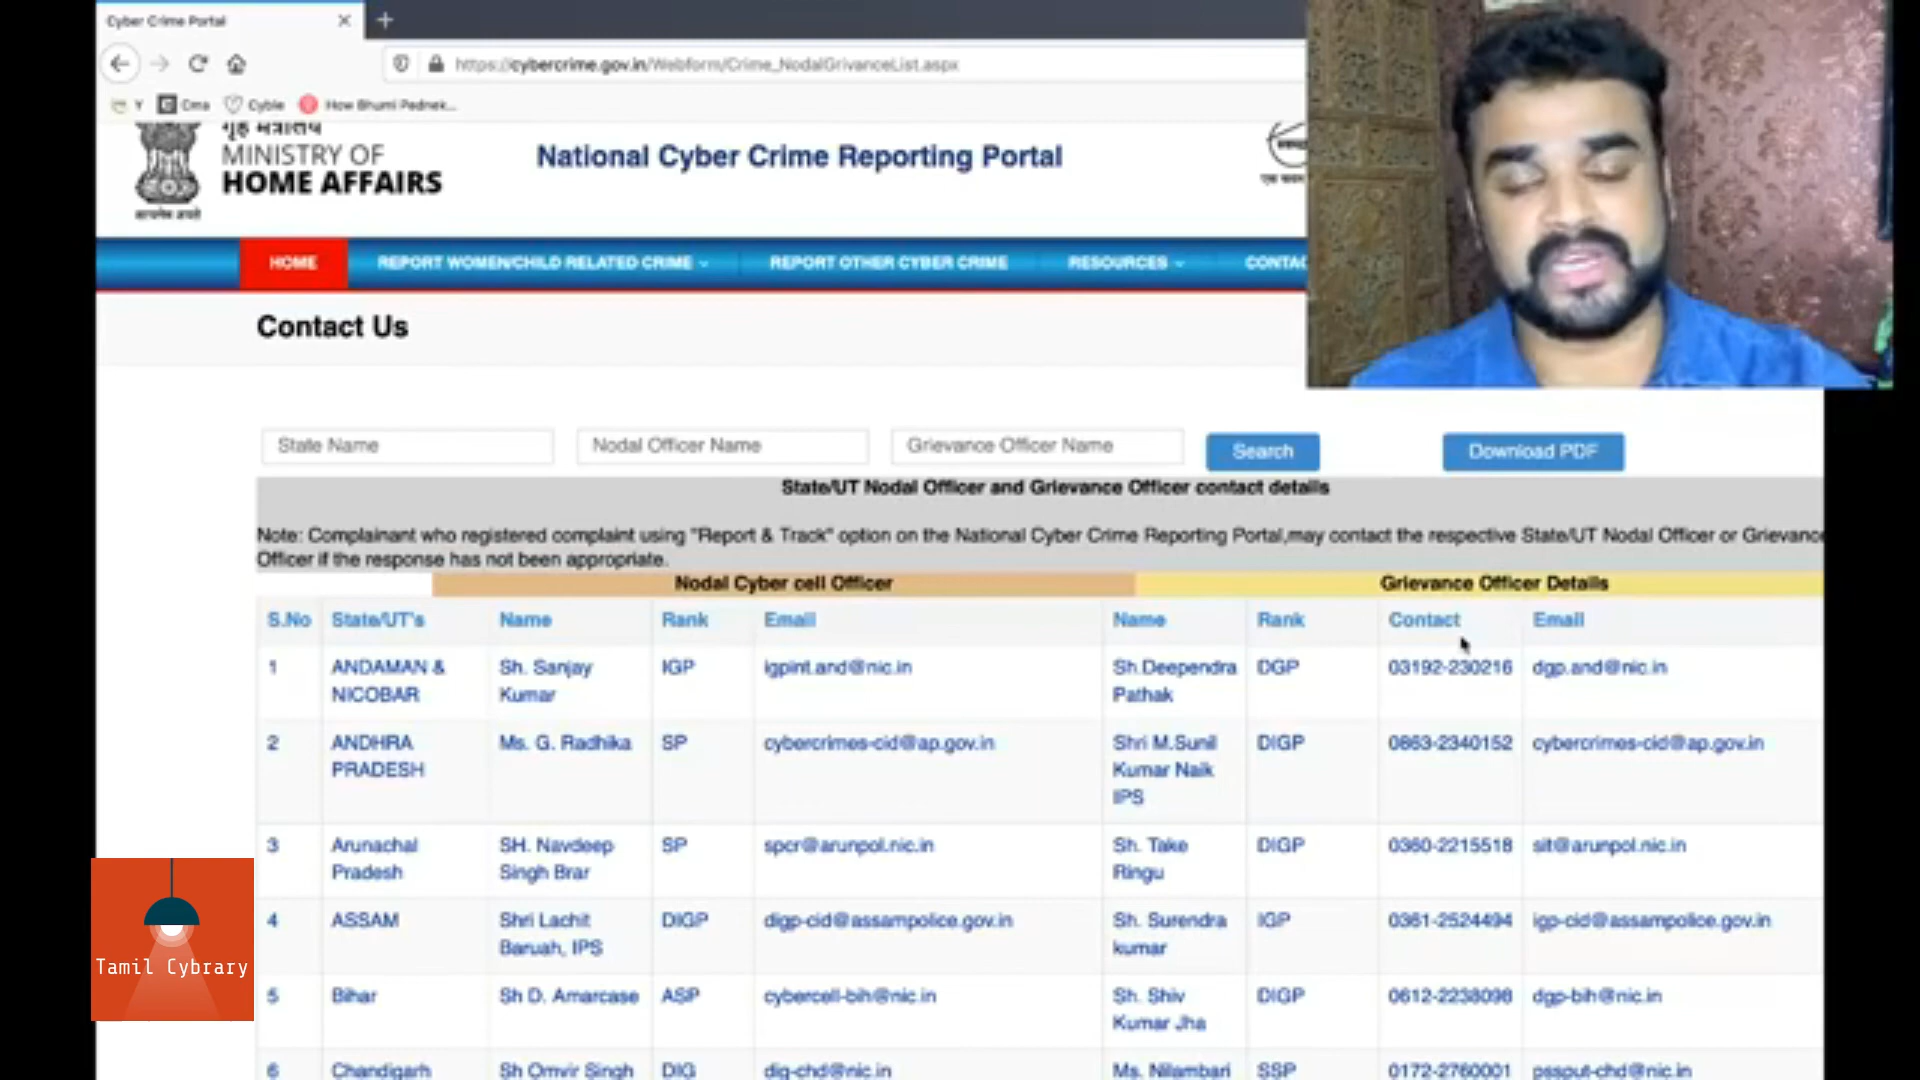 Cyber Crime Portal
https://cybercrime.gov.in/Webform/Crime_NodalGrivanceList.aspx
Y Cms Cyble How Bhumi Pednek...
गृह मंत्रालय
MINISTRY OF
HOME AFFAIRS
सत्यमेव जयते
National Cyber Crime Reporting Portal
HOME REPORT WOMEN/CHILD RELATED CRIME REPORT OTHER CYBER CRIME RESOURCES CONTAC
Contact Us
State Name Nodal Officer Name Grievance Officer Name Search Download PDF
State/UT Nodal Officer and Grievance Officer contact details
Note: Complainant who registered complaint using "Report & Track" option on the National Cyber Crime Reporting Portal,may contact the respective State/UT Nodal Officer or Grievance
Officer if the response has not been appropriate.
Nodal Cyber cell Officer Grievance Officer Details
S.No State/UT's Name Rank Email Name Rank Contact Email
1 ANDAMAN & Sh. Sanjay IGP igpint.and@nic.in Sh.Deependra DGP 03192-230216 dgp.and@nic.in
NICOBAR Kumar Pathak
2 ANDHRA Ms. G. Radhika SP cybercrimes-cid@ap.gov.in Shri M.Sunil DIGP 0863-2340152 cybercrimes-cid@ap.gov.in
PRADESH Kumar Naik
IPS
3 Arunachal SH. Navdeep SP spcr@arunpol.nic.in Sh. Take DIGP 0360-2215518 sit@arunpol.nic.in
Pradesh Singh Brar Ringu
4 ASSAM Shri Lachit DIGP digp-cid@assampolice.gov.in Sh. Surendra IGP 0361-2524494 igp-cid@assampolice.gov.in
Baruah, IPS kumar
5 Bihar Sh D. Amarcase ASP cybercell-bih@nic.in Sh. Shiv DIGP 0612-2238098 dgp-bih@nic.in
Kumar Jha
6 Chandigarh Sh Omvir Singh DIG dig-chd@nic.in Ms. Nilambari SSP 0172-2760001 pssput-chd@nic.in
Tamil Cybrary